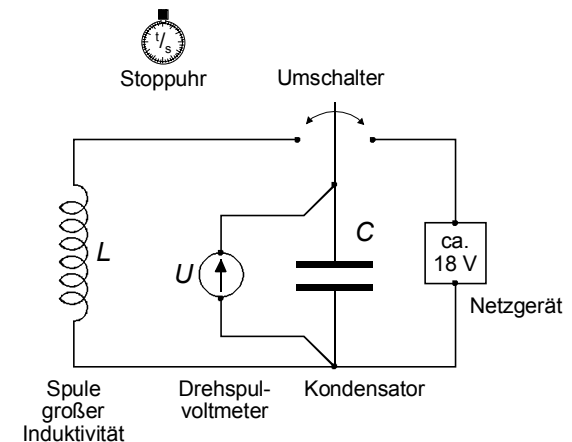 t/s
Stoppuhr
Umschalter
L
U
C
ca.
18 V
Netzgerät
Spule
großer
Induktivität
Drehspul-
voltmeter
Kondensator